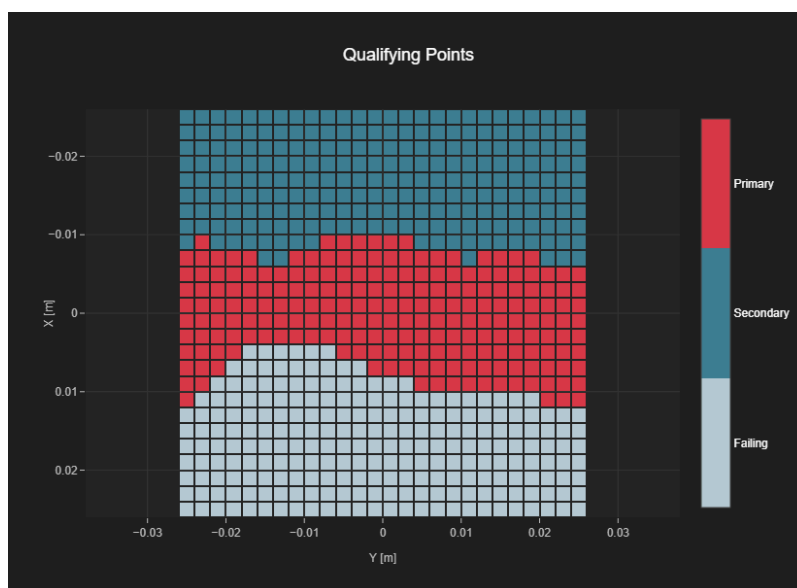 Qualifying Points
−0.02
−0.01
0
0.01
0.02
X [m]
−0.03
−0.02
−0.01
0
0.01
0.02
0.03
Y [m]
Primary
Secondary
Failing